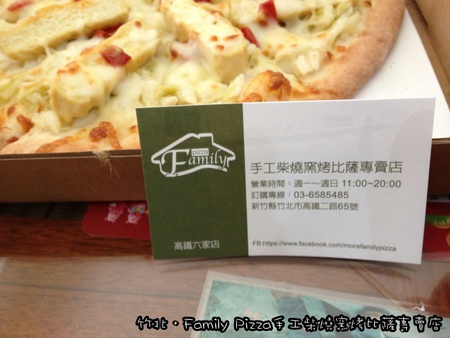 PIZZA
Family
高鐵六家店
手工柴燒窯烤比薩專賣店
營業時間：週一～週日 11:00~20:00
訂購專線：03-6585485
新竹縣竹北市高鐵二路65號
FB:https://www.facebook.com/morefamilypizza
竹北‧Family Pizza手工柴燒窯烤比薩專賣店